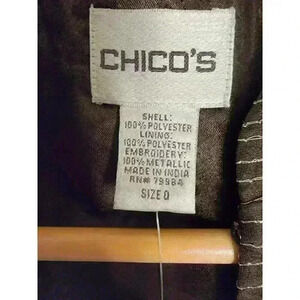 CHICO'S
SHELL:
100% POLYESTER
LINING:
100% POLYESTER
EMBROIDERY:
100% METALLIC
MADE IN INDIA
RN# 79984
SIZE 0